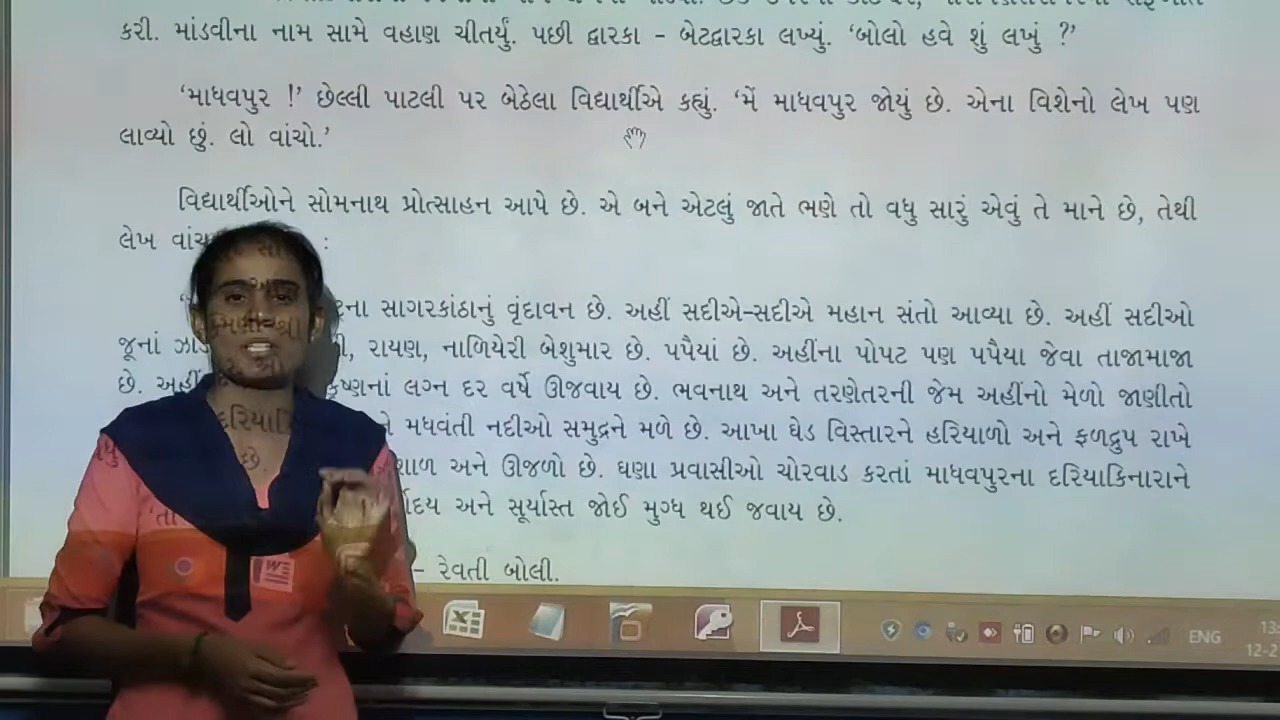 કરી. માંડવીના નામ સામે વહાણ ચીતર્યું. પછી દ્વારકા – બેટદ્વારકા લખ્યું. ‘બોલો હવે શું લખું ?’
‘માધવપુર !’ છેલ્લી પાટલી પર બેઠેલા વિદ્યાર્થીએ કહ્યું. ‘મેં માધવપુર જોયું છે. એના વિશેનો લેખ પણ
લાવ્યો છું. લો વાંચો.’
વિદ્યાર્થીઓને સોમનાથ પ્રોત્સાહન આપે છે. એ બને એટલું જાતે ભણે તો વધુ સારું એવું તે માને છે, તેથી
લેખ :
સાગરકાંઠાનું વૃંદાવન છે. અહીં સદીએ-સદીએ મહાન સંતો આવ્યા છે. અહીં સદીઓ
જૂનાં રાયણ, નાળિયેરી બેશુમાર છે. પપૈયાં છે. અહીંના પોપટ પણ પપૈયા જેવા તાજામાજા
છે. અહીં લગ્ન દર વર્ષે ઊજવાય છે. ભવનાથ અને તરણેતરની જેમ અહીંનો મેળો જાણીતો
મધવંતી નદીઓ સમુદ્રને મળે છે. આખા ઘેડ વિસ્તારને હરિયાળો અને ફળદ્રુપ રાખે
છે. અને ઊજળો છે. ઘણા પ્રવાસીઓ ચોરવાડ કરતાં માધવપુરના દરિયાકિનારાને
અને સૂર્યાસ્ત જોઈ મુગ્ધ થઈ જવાય છે.
– રેવતી બોલી.
ENG